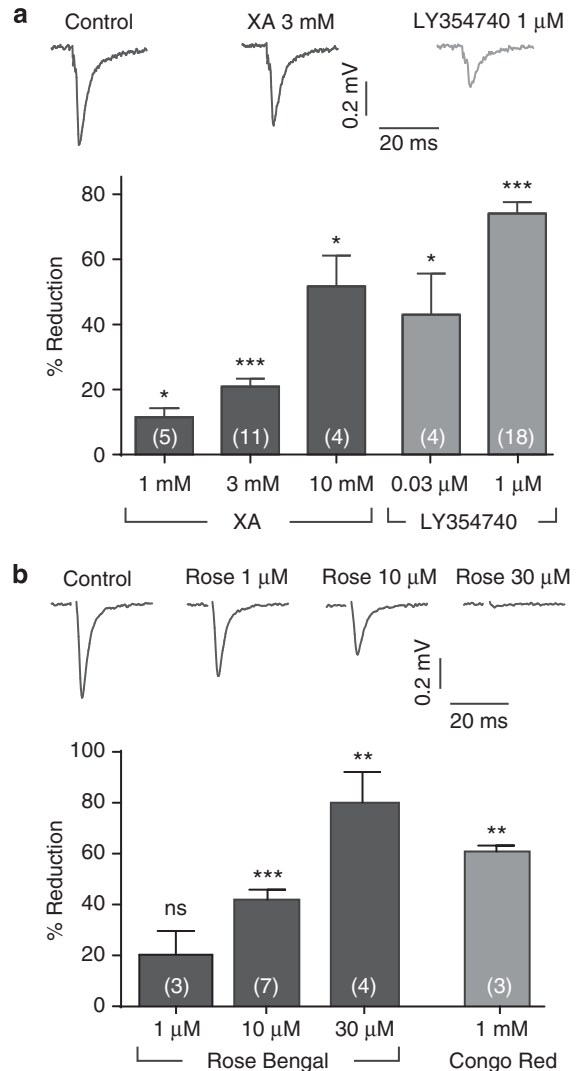 a
Control XA 3 mM LY354740 1 μM
0.2 mV
20 ms
% Reduction
80
60
40
20
0
* *** * * ***
(5) (11) (4) (4) (18)
1 mM 3 mM 10 mM 0.03 μM 1 μM
XA LY354740
b
Control Rose 1 μM Rose 10 μM Rose 30 μM
0.2 mV
20 ms
% Reduction
100
80
60
40
20
0
ns *** ** **
(3) (7) (4) (3)
1 μM 10 μM 30 μM 1 mM
Rose Bengal Congo Red